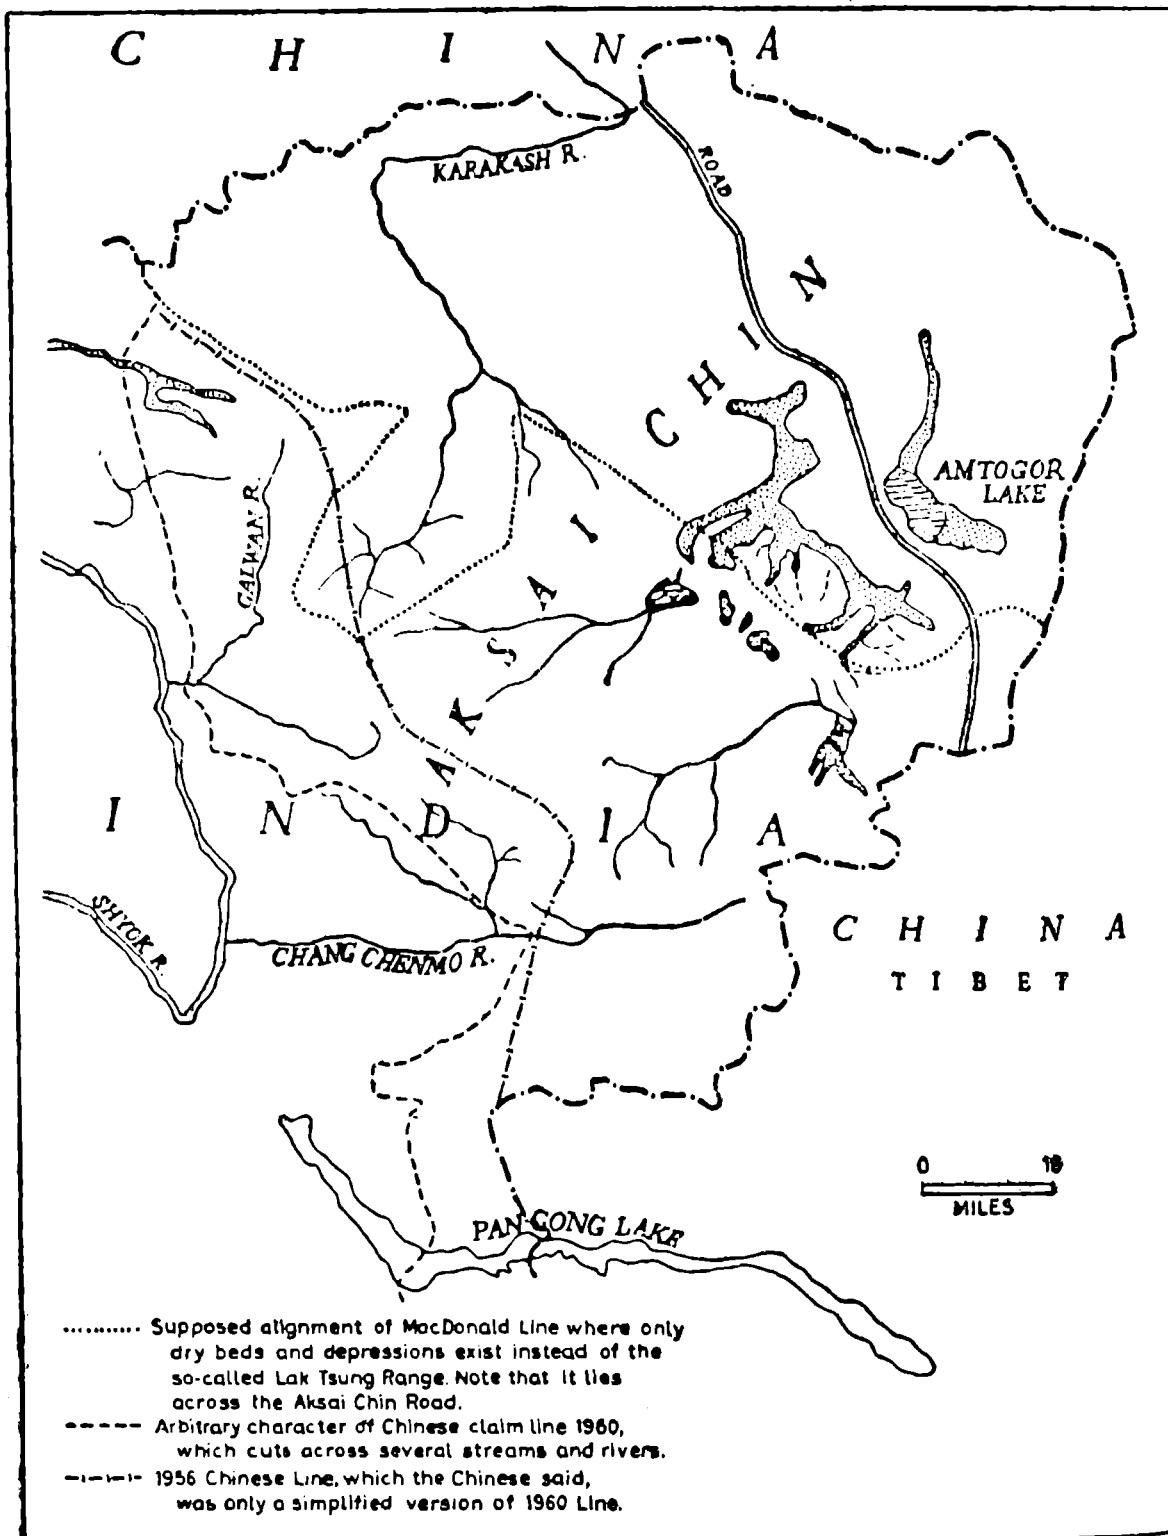 C H I N A
KARAKASH R.
ROAD
AKSAI CHIN
AMTOGOR
LAKE
GALWAN R.
I N D I A
SHYOK R.
CHANG CHENMO R.
C H I N A
T I B E T
0 18
MILES
PAN GONG LAKE
Supposed alignment of MacDonald Line where only
dry beds and depressions exist instead of the
so-called Lak Tsung Range. Note that it lies
across the Aksai Chin Road.
Arbitrary character of Chinese claim line 1960,
which cuts across several streams and rivers.
1956 Chinese Line, which the Chinese said,
was only a simplified version of 1960 Line.